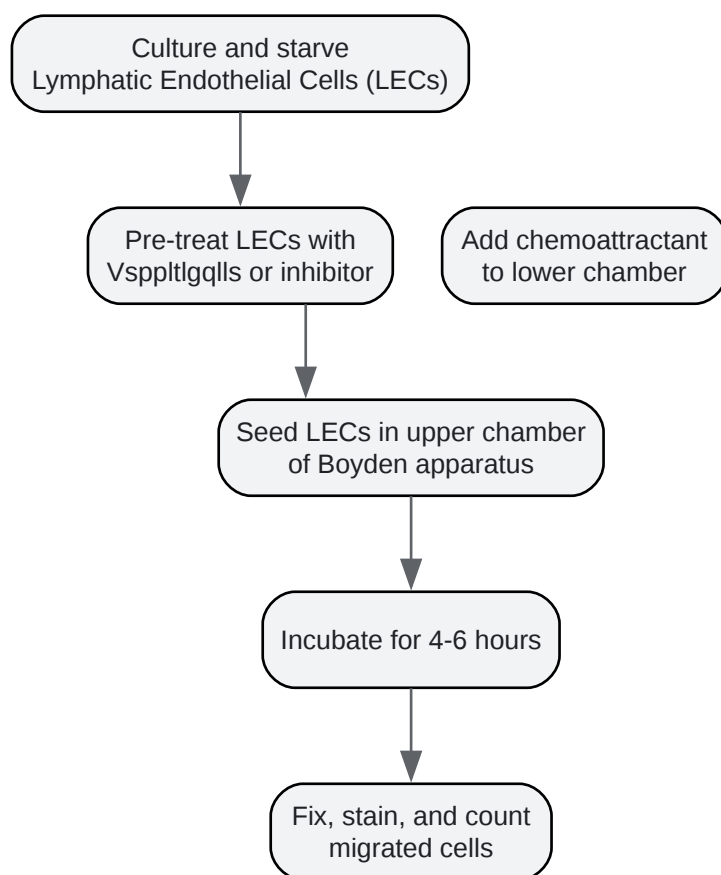 Culture and starve
Lymphatic Endothelial Cells (LECs)
Pre-treat LECs with
Vsppltlgqlls or inhibitor
Add chemoattractant
to lower chamber
Seed LECs in upper chamber
of Boyden apparatus
Incubate for 4-6 hours
Fix, stain, and count
migrated cells